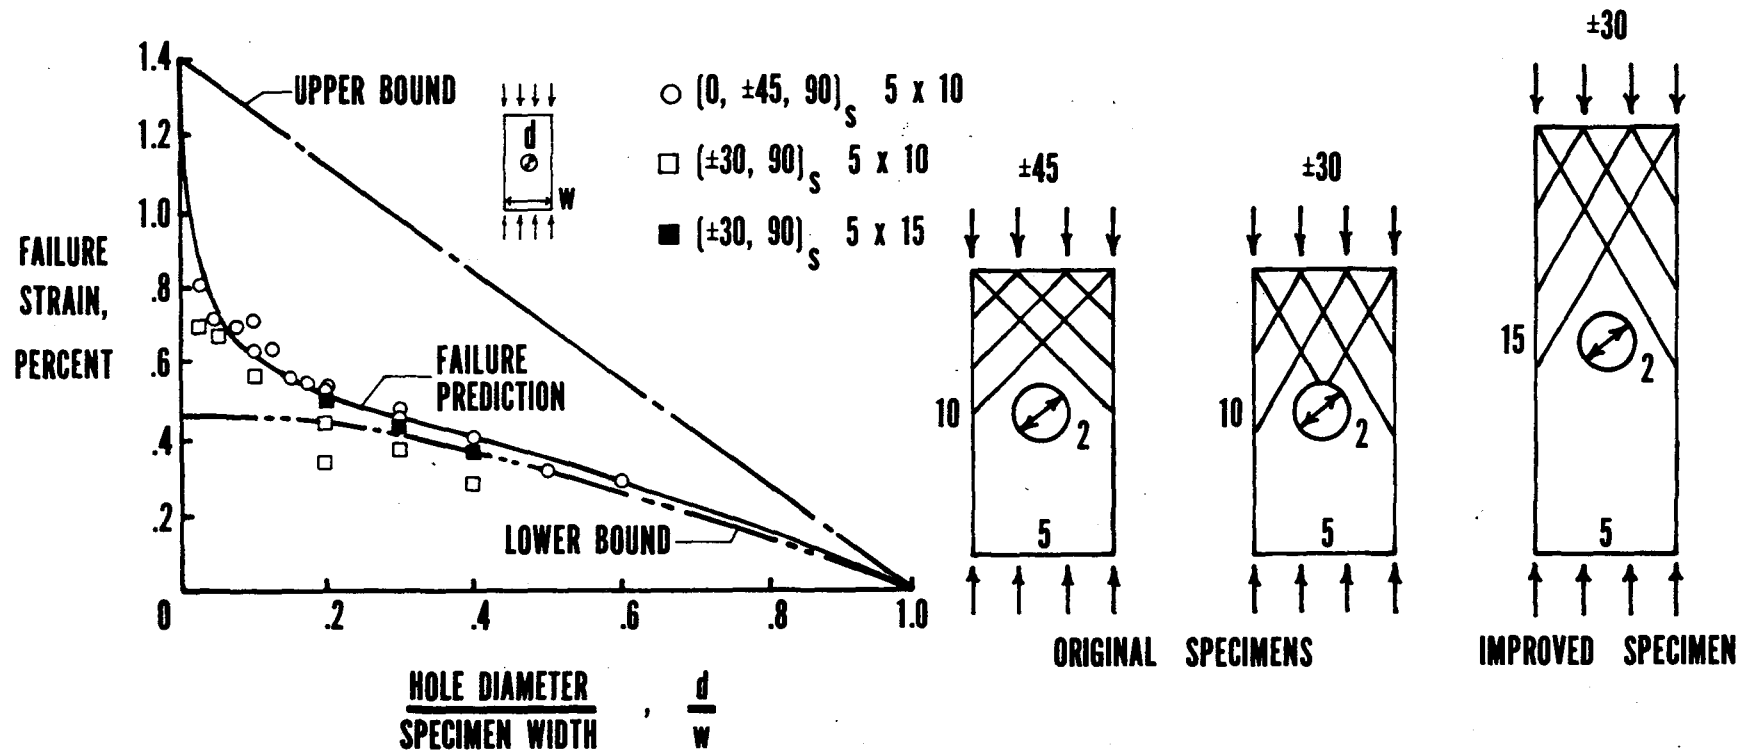 1.4
1.2
1.0
.8
.6
.4
.2
0
.2
.4
.6
.8
1.0
FAILURE
STRAIN,
PERCENT
UPPER BOUND
d
w
(0, ±45, 90)s 5 x 10
(±30, 90)s 5 x 10
(±30, 90)s 5 x 15
FAILURE
PREDICTION
LOWER BOUND
HOLE DIAMETER
SPECIMEN WIDTH
, d
w
±45
10
2
5
±30
10
2
5
ORIGINAL SPECIMENS
±30
15
2
5
IMPROVED SPECIMEN